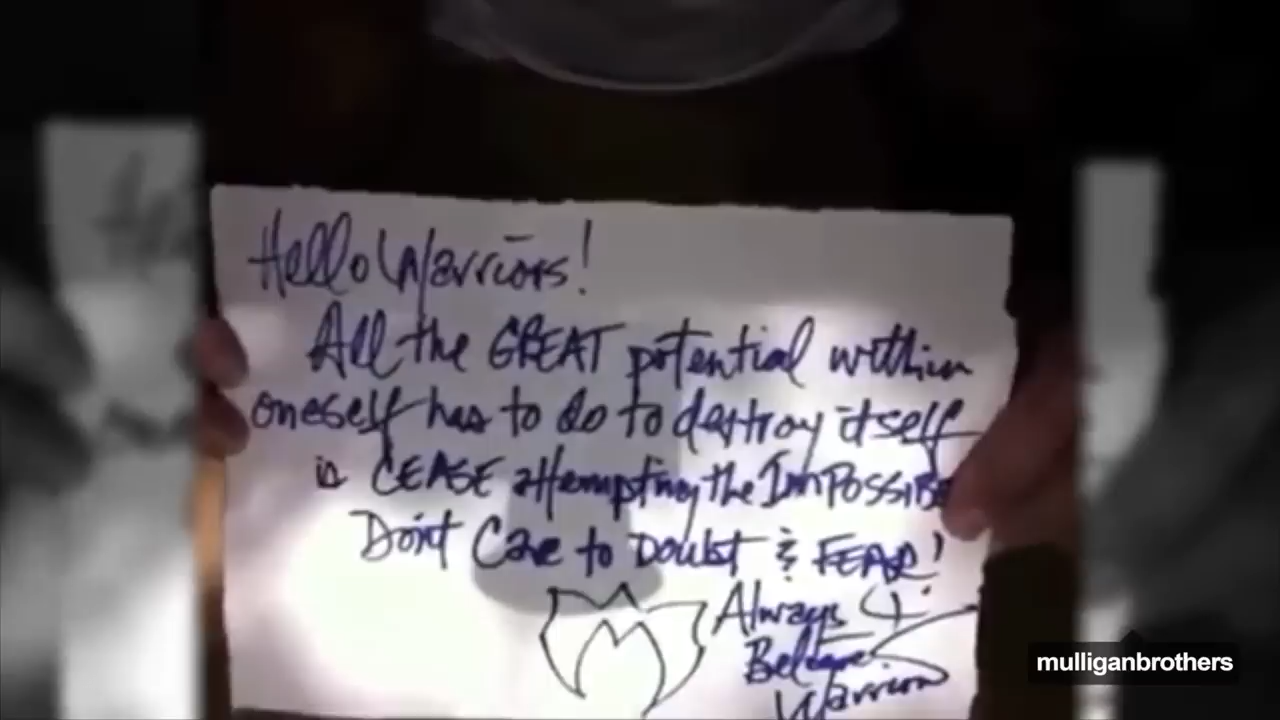 Hello Warriors!
All the GREAT potential within
oneself has to do to destroy itself
is CEASE attempting the ImPossiBle
Don't Cave to Doubt & FEAR!
Always
Believe
Warrior
mulliganbrothers